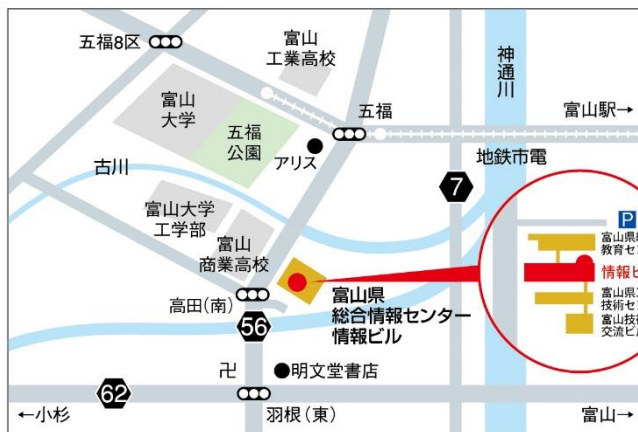 五福8区
富山
工業高校
神通川
富山
大学
五福
公園
五福
富山駅→
アリス
地鉄市電
古川
7
富山大学
工学部
富山
商業高校
P
富山県
教育セ
情報ビ
富山県
技術セ
富山技
交流ビ
高田(南)
富山県
総合情報センター
情報ビル
56
卍
●明文堂書店
62
←小杉
羽根(東)
富山→